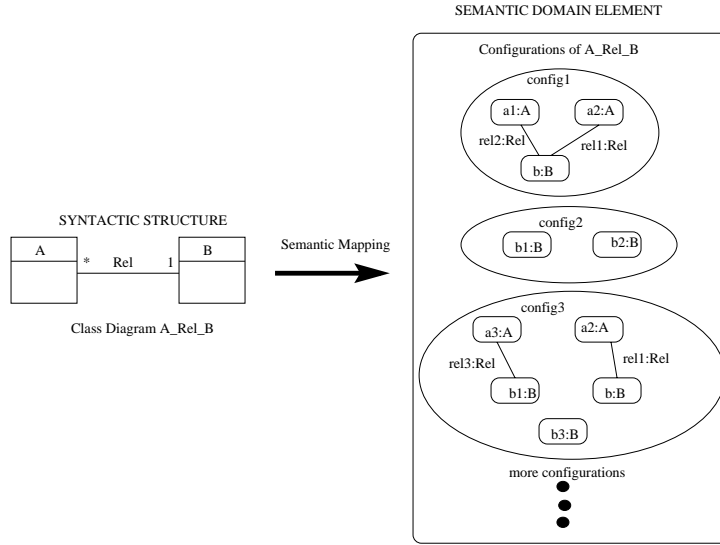 SEMANTIC DOMAIN ELEMENT
Configurations of A_Rel_B
config1
a1:A
a2:A
rel2:Rel
rel1:Rel
b:B
SYNTACTIC STRUCTURE
A
B
*
Rel
1
Class Diagram A_Rel_B
Semantic Mapping
config2
b1:B
b2:B
config3
a3:A
a2:A
rel3:Rel
rel1:Rel
b1:B
b:B
b3:B
more configurations